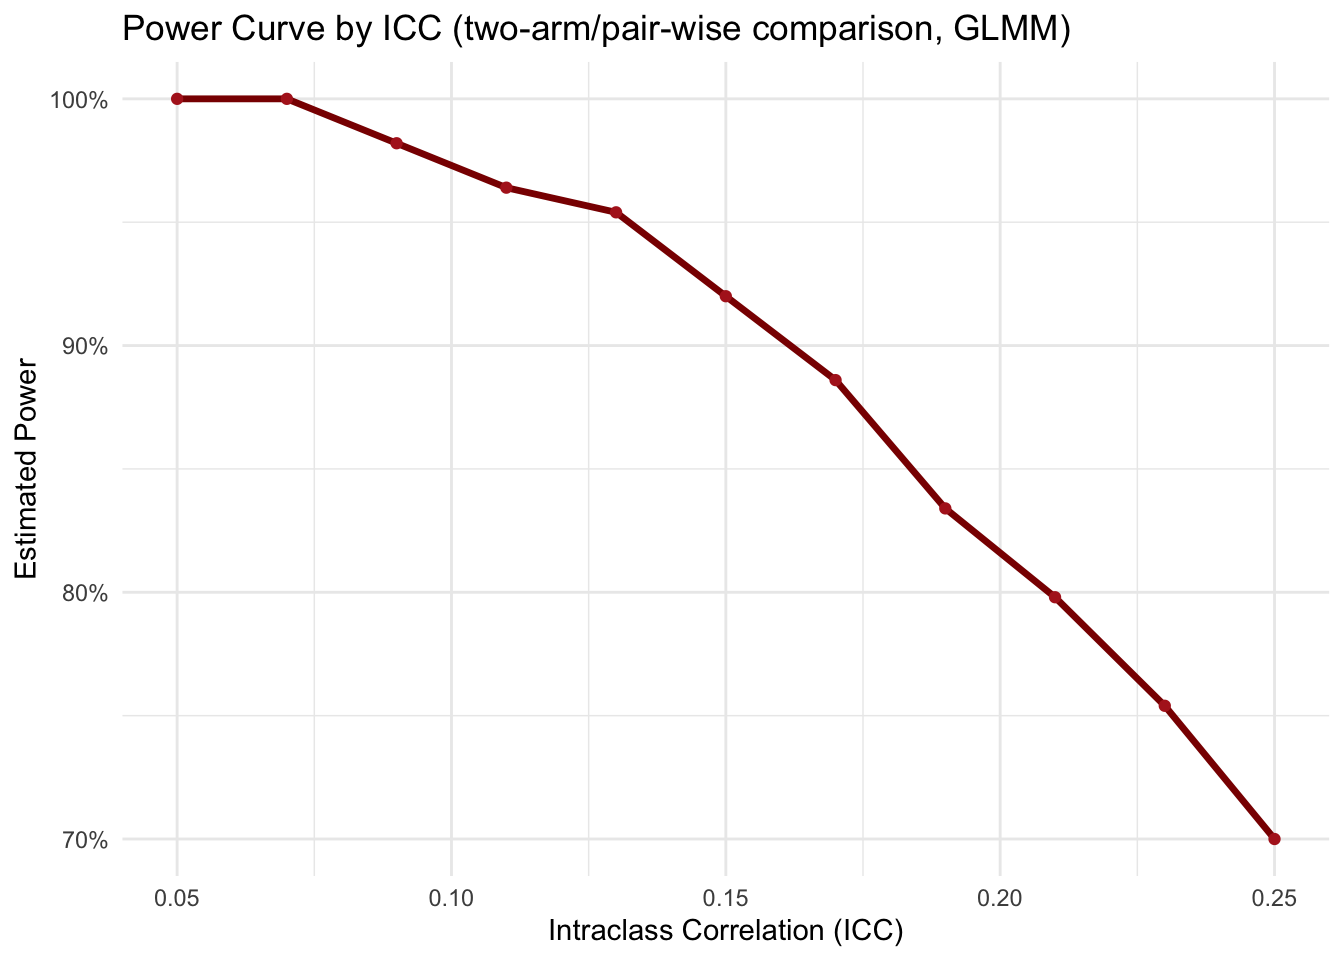 Power Curve by ICC (two-arm/pair-wise comparison, GLMM)
Estimated Power
100%
90%
80%
70%
0.05 0.10 0.15 0.20 0.25
Intraclass Correlation (ICC)